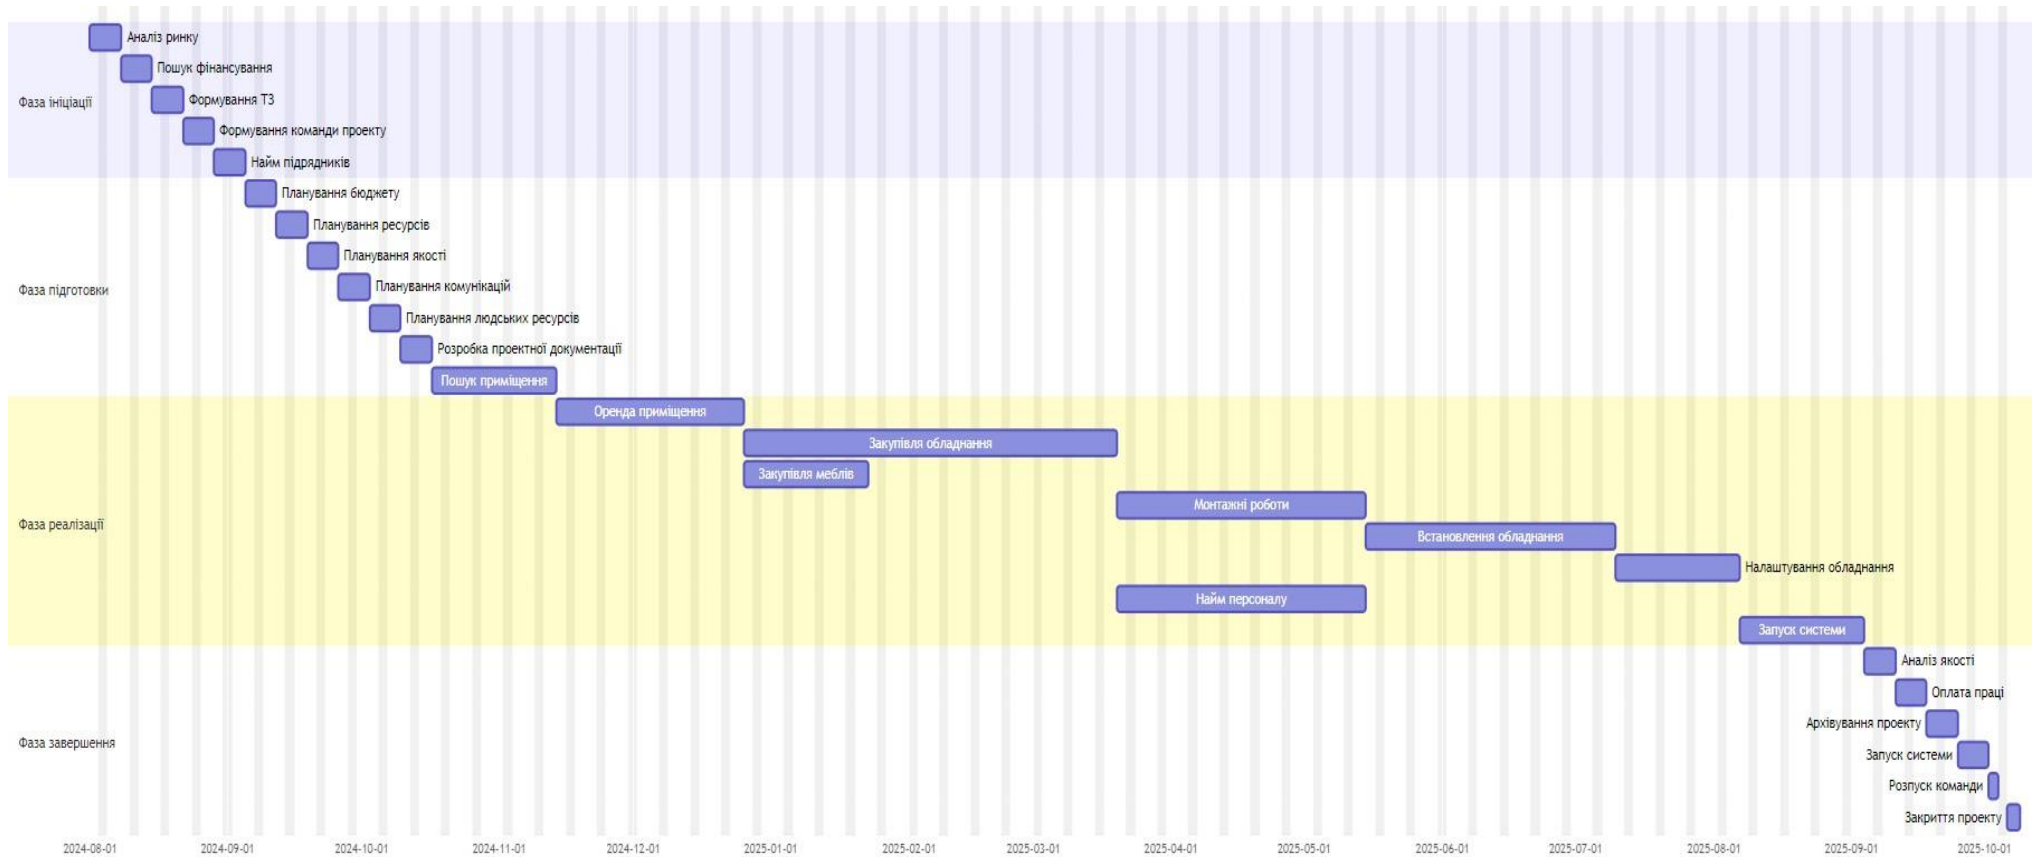 Аналіз ринку
Пошук фінансування
Фаза ініціації
Формування ТЗ
Формування команди проекту
Найм підрядників
Планування бюджету
Планування ресурсів
Планування якості
Фаза підготовки
Планування комунікацій
Планування людських ресурсів
Розробка проектної документації
Пошук приміщення
Оренда приміщення
Закупівля обладнання
Закупівля меблів
Монтажні роботи
Фаза реалізації
Встановлення обладнання
Налаштування обладнання
Найм персоналу
Запуск системи
Аналіз якості
Оплата праці
Архівування проекту
Фаза завершення
Запуск системи
Розпуск команди
Закриття проекту
2024-08-01 2024-09-01 2024-10-01 2024-11-01 2024-12-01 2025-01-01 2025-02-01 2025-03-01 2025-04-01 2025-05-01 2025-06-01 2025-07-01 2025-08-01 2025-09-01 2025-10-01